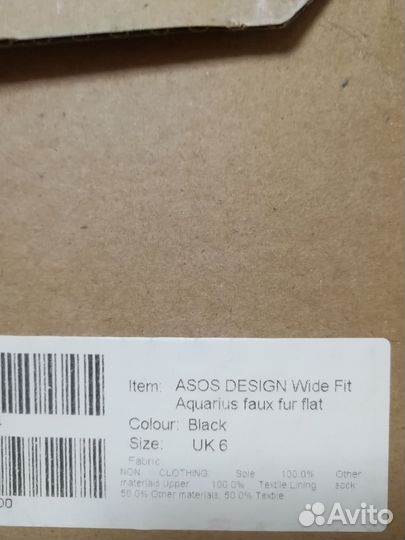 Item: ASOS DESIGN Wide Fit
Aquarius faux fur flat
Colour: Black
Size: UK 6
Fabric:
NON CLOTHING: Sole 100.0% Other
materials Upper 100.0% Textile Lining sock:
50.0% Other materials, 50.0% Textile
00
Avito